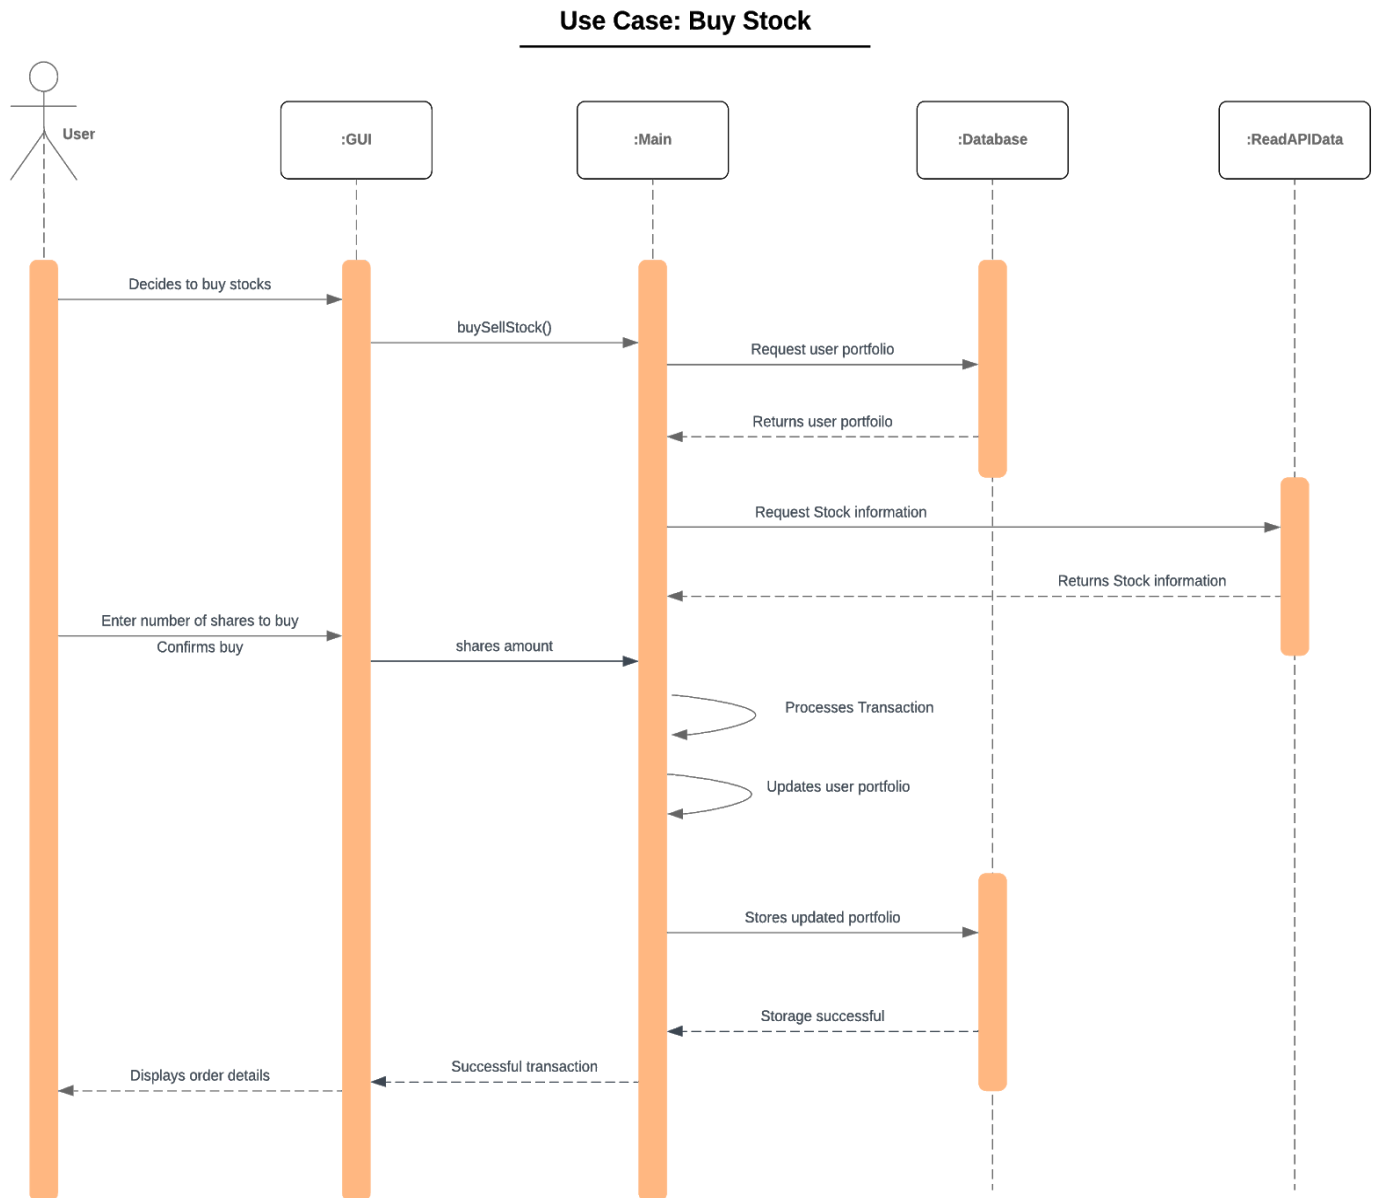 Use Case: Buy Stock
User
:GUI
:Main
:Database
:ReadAPIData
Decides to buy stocks
buySellStock()
Request user portfolio
Returns user portfoilo
Request Stock information
Returns Stock information
Enter number of shares to buy
Confirms buy
shares amount
Processes Transaction
Updates user portfolio
Stores updated portfolio
Storage successful
Successful transaction
Displays order details